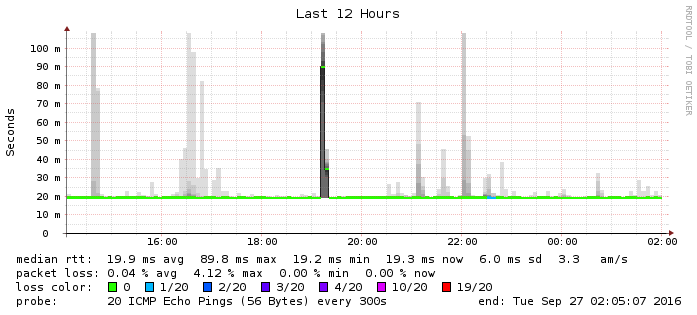 Last 12 Hours
RRDTOOL / TOBI OETIKER
Seconds
100 m
90 m
80 m
70 m
60 m
50 m
40 m
30 m
20 m
10 m
0
16:00 18:00 20:00 22:00 00:00 02:00
median rtt: 19.9 ms avg 89.8 ms max 19.2 ms min 19.3 ms now 6.0 ms sd 3.3 am/s
packet loss: 0.04 % avg 4.12 % max 0.00 % min 0.00 % now
loss color: 0 1/20 2/20 3/20 4/20 10/20 19/20
probe: 20 ICMP Echo Pings (56 Bytes) every 300s end: Tue Sep 27 02:05:07 2016